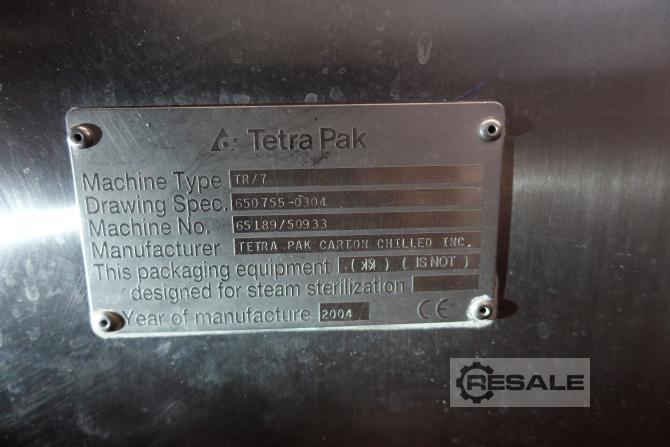 Tetra Pak
Machine Type TR/7
Drawing Spec. 650755-0304
Machine No. 65189/50933
Manufacturer TETRA PAK CARTON CHILLED INC.
This packaging equipment ( ) ( IS NOT )
designed for steam sterilization
Year of manufacture 2004 CE
RESALE